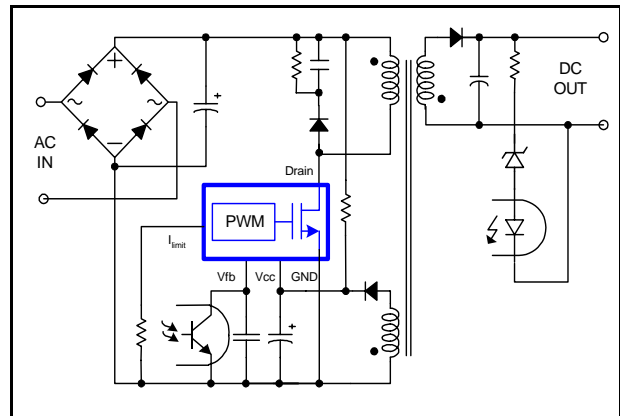 DC
OUT
AC
IN
Drain
PWM
Ilimit
Vfb Vcc GND